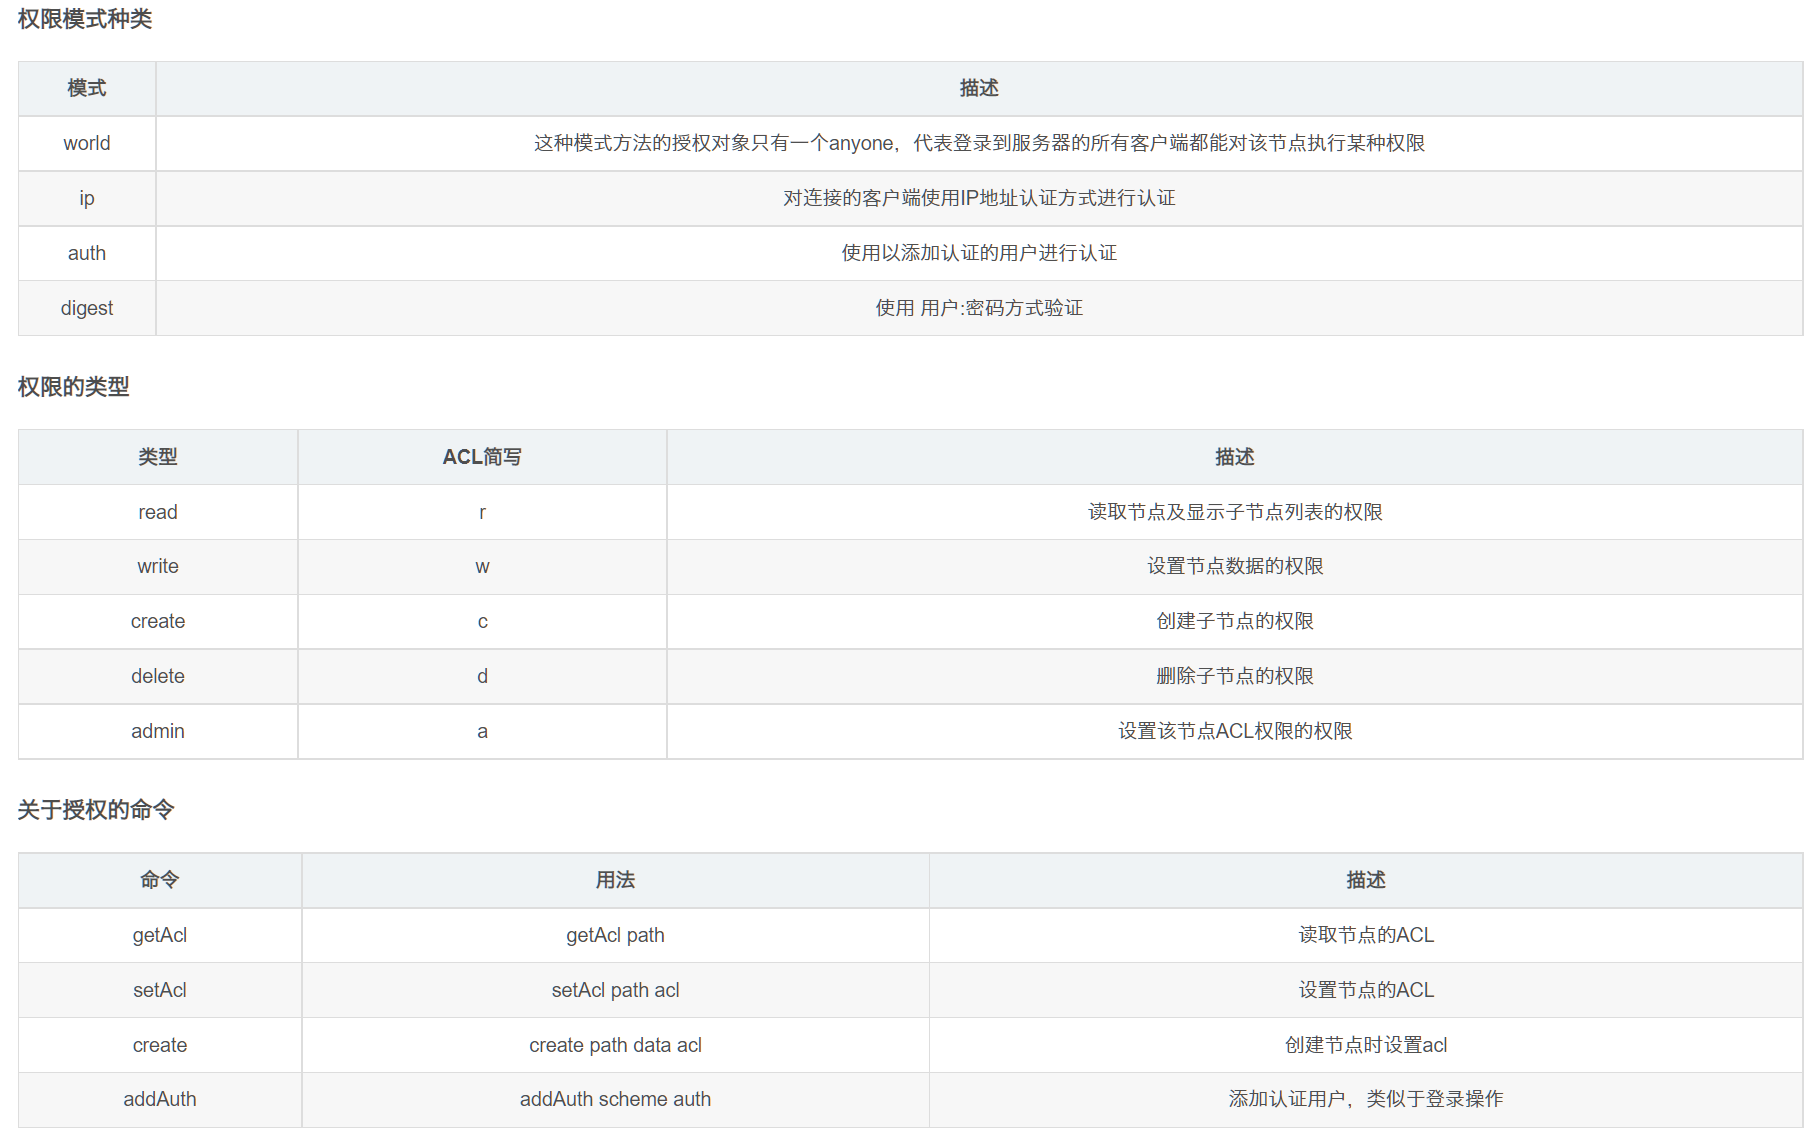 权限模式种类
模式 描述
world 这种模式方法的授权对象只有一个anyone，代表登录到服务器的所有客户端都能对该节点执行某种权限
ip 对连接的客户端使用IP地址认证方式进行认证
auth 使用以添加认证的用户进行认证
digest 使用 用户:密码方式验证
权限的类型
类型 ACL简写 描述
read r 读取节点及显示子节点列表的权限
write w 设置节点数据的权限
create c 创建子节点的权限
delete d 删除子节点的权限
admin a 设置该节点ACL权限的权限
关于授权的命令
命令 用法 描述
getAcl getAcl path 读取节点的ACL
setAcl setAcl path acl 设置节点的ACL
create create path data acl 创建节点时设置acl
addAuth addAuth scheme auth 添加认证用户，类似于登录操作